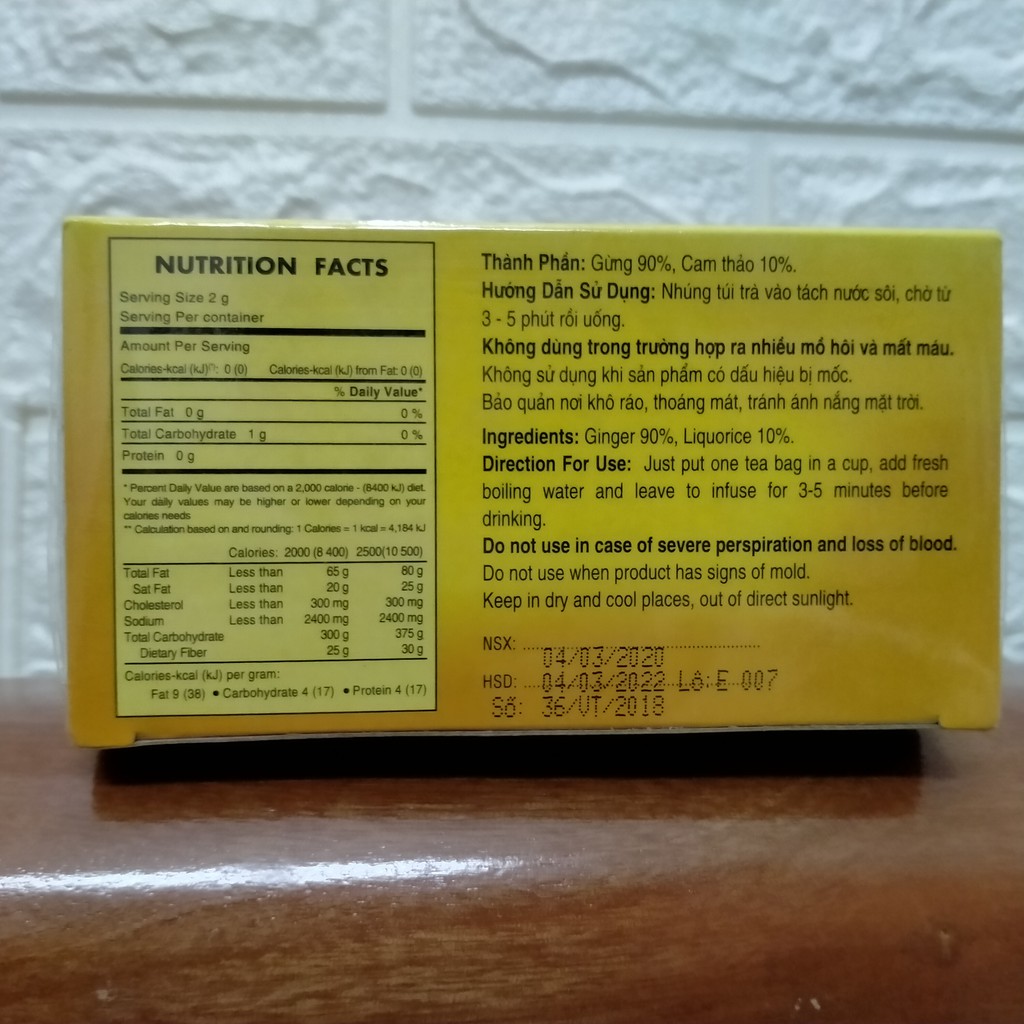 NUTRITION FACTS
Serving Size 2 g
Serving Per container
Amount Per Serving
Calories-kcal (kJ)(*): 0 (0) Calories-kcal (kJ) from Fat: 0 (0)
% Daily Value*
Total Fat 0 g 0 %
Total Carbohydrate 1 g 0 %
Protein 0 g
* Percent Daily Value are based on a 2,000 calorie - (8400 kJ) diet.
Your daily values may be higher or lower depending on your
calories needs
** Calculation based on and rounding: 1 Calories = 1 kcal = 4,184 kJ
Calories: 2000 (8 400) 2500(10 500)
Total Fat Less than 65 g 80 g
Sat Fat Less than 20 g 25 g
Cholesterol Less than 300 mg 300 mg
Sodium Less than 2400 mg 2400 mg
Total Carbohydrate 300 g 375 g
Dietary Fiber 25 g 30 g
Calories-kcal (kJ) per gram:
Fat 9 (38) • Carbohydrate 4 (17) • Protein 4 (17)
Thành Phần: Gừng 90%, Cam thảo 10%.
Hướng Dẫn Sử Dụng: Nhúng túi trà vào tách nước sôi, chờ từ
3 - 5 phút rồi uống.
Không dùng trong trường hợp ra nhiều mồ hôi và mất máu.
Không sử dụng khi sản phẩm có dấu hiệu bị mốc.
Bảo quản nơi khô ráo, thoáng mát, tránh ánh nắng mặt trời.
Ingredients: Ginger 90%, Liquorice 10%.
Direction For Use: Just put one tea bag in a cup, add fresh
boiling water and leave to infuse for 3-5 minutes before
drinking.
Do not use in case of severe perspiration and loss of blood.
Do not use when product has signs of mold.
Keep in dry and cool places, out of direct sunlight.
NSX: 04/03/2020
HSD: 04/03/2022 Lô: E 007
Số: 36/VT/2018